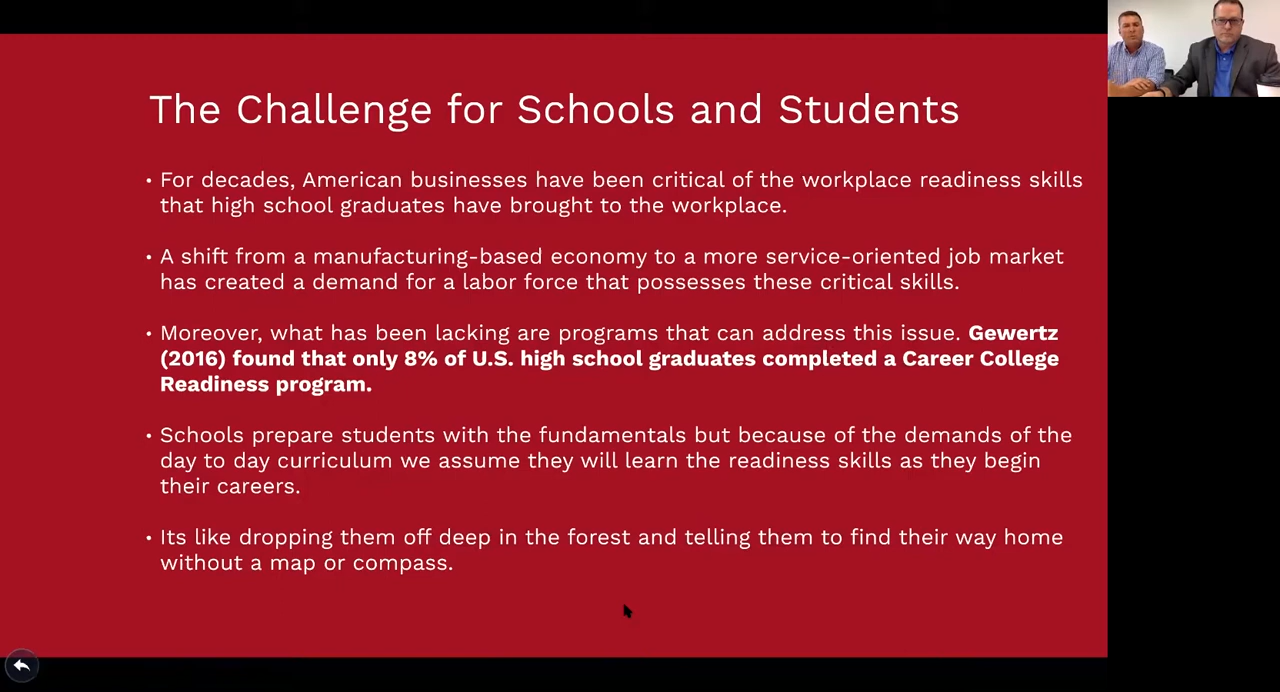 The Challenge for Schools and Students
• For decades, American businesses have been critical of the workplace readiness skills
that high school graduates have brought to the workplace.
• A shift from a manufacturing-based economy to a more service-oriented job market
has created a demand for a labor force that possesses these critical skills.
• Moreover, what has been lacking are programs that can address this issue. Gewertz
(2016) found that only 8% of U.S. high school graduates completed a Career College
Readiness program.
• Schools prepare students with the fundamentals but because of the demands of the
day to day curriculum we assume they will learn the readiness skills as they begin
their careers.
• Its like dropping them off deep in the forest and telling them to find their way home
without a map or compass.